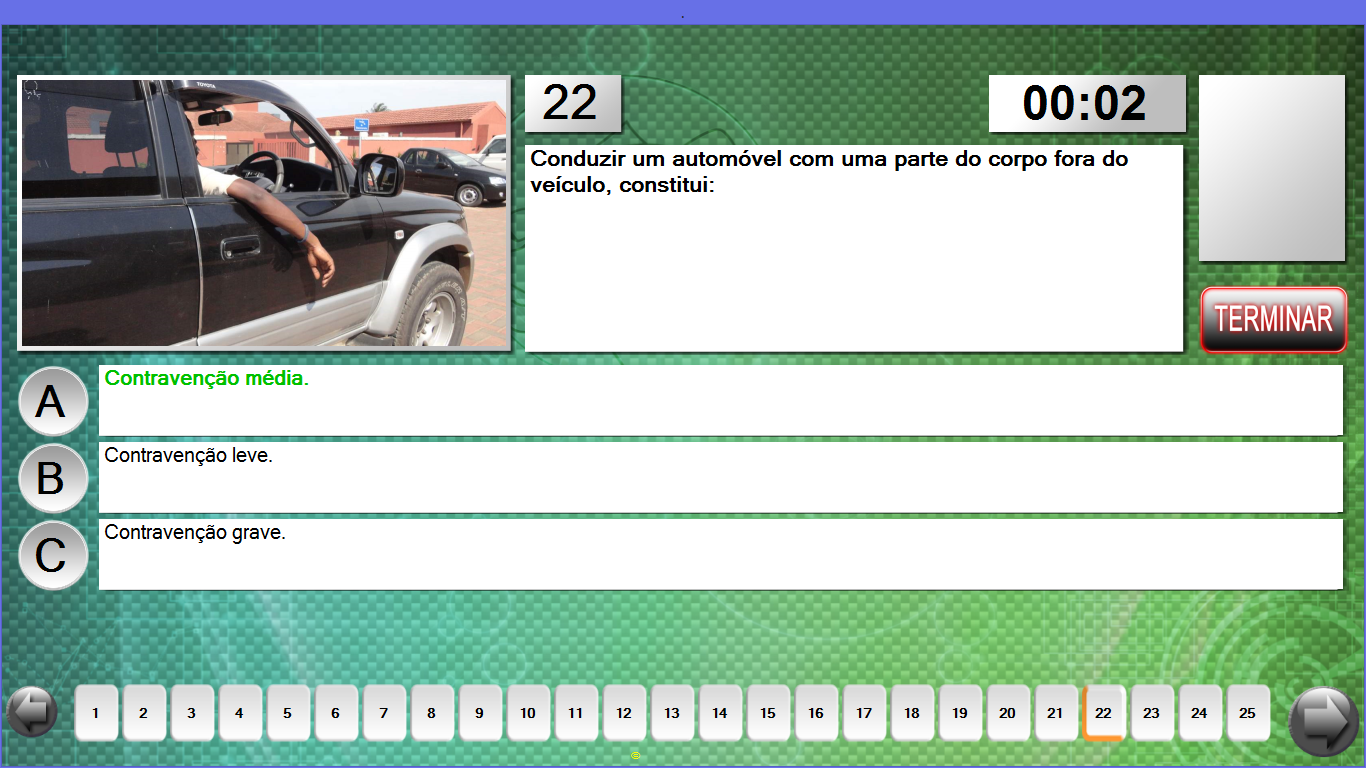 TOYOTA
22
00:02
Conduzir um automóvel com uma parte do corpo fora do
veículo, constitui:
TERMINAR
A
Contravenção média.
B
Contravenção leve.
C
Contravenção grave.
1 2 3 4 5 6 7 8 9 10 11 12 13 14 15 16 17 18 19 20 21 22 23 24 25